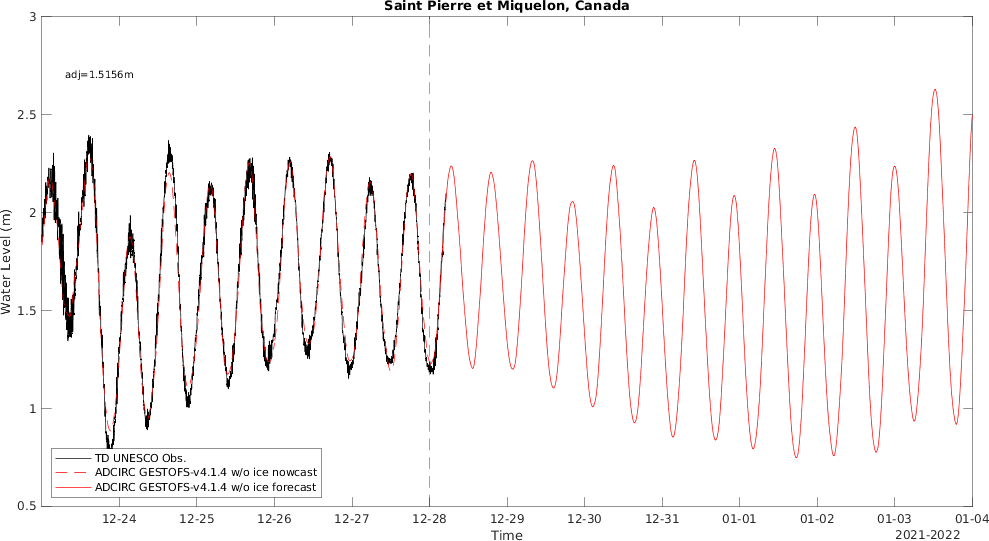 Saint Pierre et Miquelon, Canada
adj=1.5156m
Water Level (m)
3
2.5
2
1.5
1
0.5
TD UNESCO Obs.
ADCIRC GESTOFS-v4.1.4 w/o ice nowcast
ADCIRC GESTOFS-v4.1.4 w/o ice forecast
12-24 12-25 12-26 12-27 12-28 12-29 12-30 12-31 01-01 01-02 01-03 01-04
Time
2021-2022